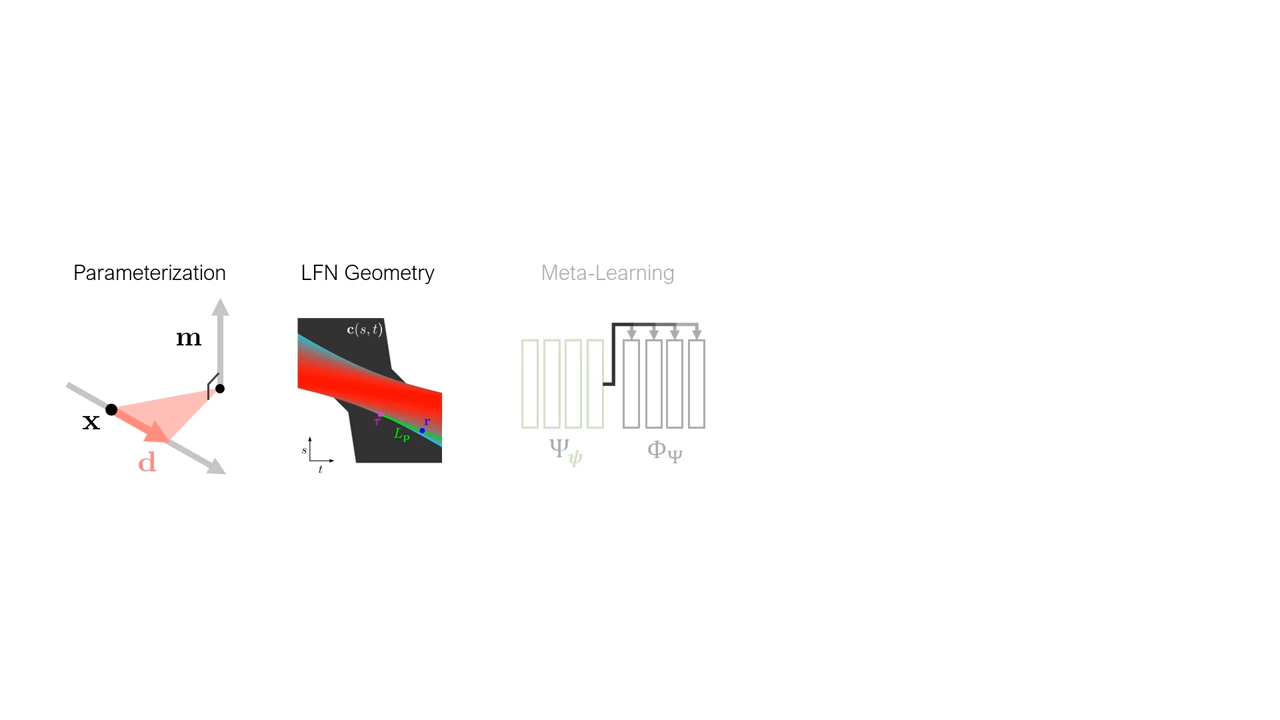 Parameterization
LFN Geometry
Meta-Learning
m
x
d
c(s, t)
r
L_P
s
t
Ψ_ψ
Φ_Ψ